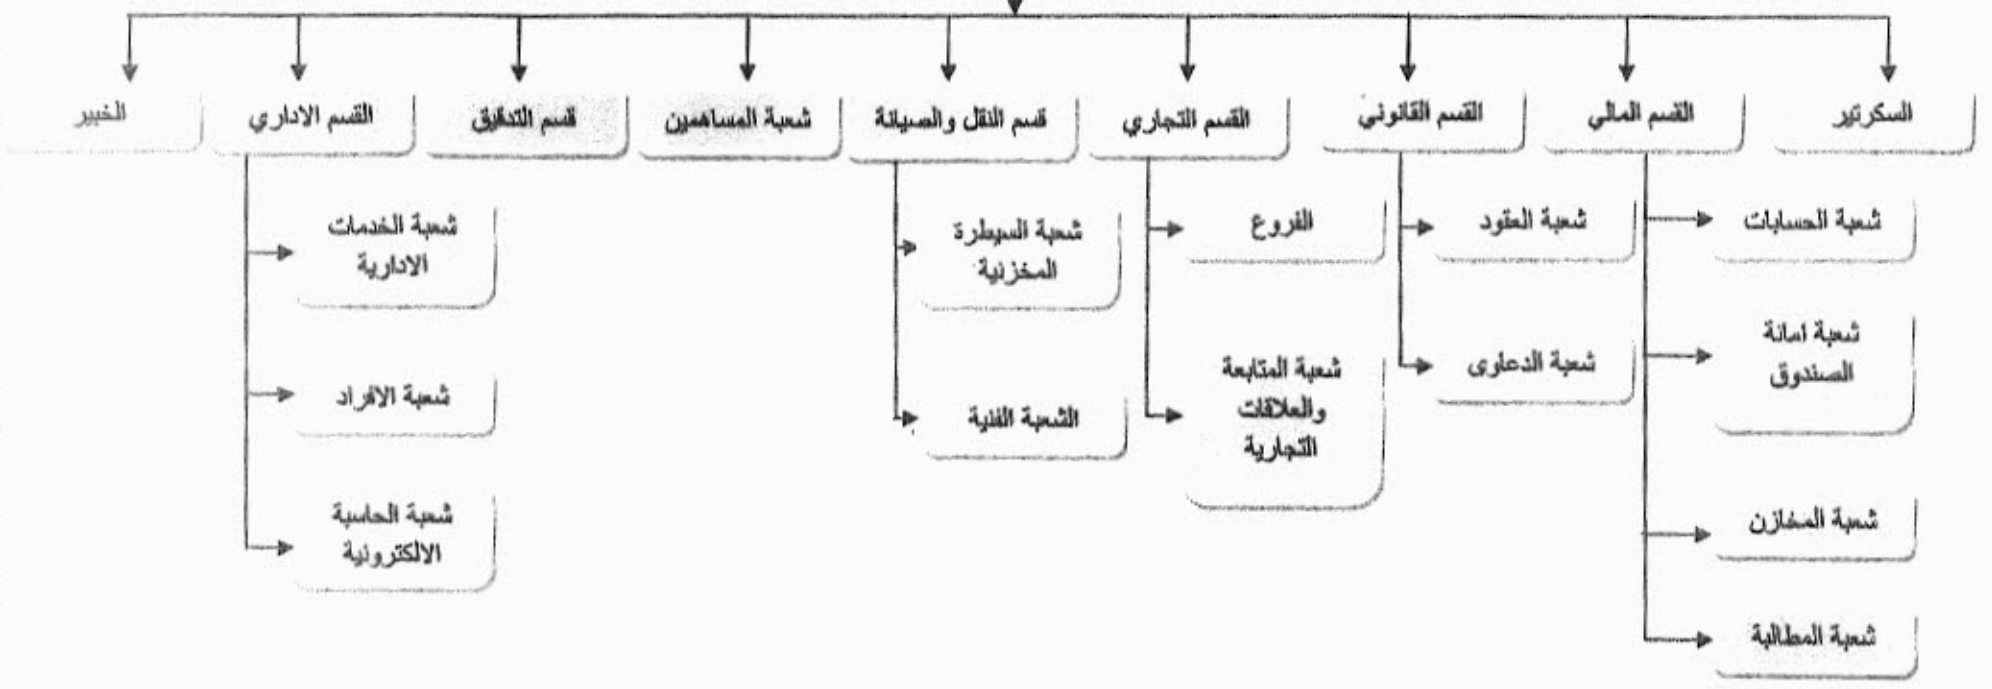 السكرتير
القسم المالي
القسم القانوني
القسم التجاري
قسم النقل والصيانة
شعبة المساهمين
قسم التدقيق
القسم الاداري
الخبير
شعبة الحسابات
شعبة امانة
الصندوق
شعبة المخازن
شعبة المطالبة
شعبة العقود
شعبة الدعاوى
الفروع
شعبة المتابعة
والعلاقات
التجارية
شعبة السيطرة
المخزنية
الشعبة الفنية
شعبة الخدمات
الادارية
شعبة الافراد
شعبة الحاسبة
الالكترونية